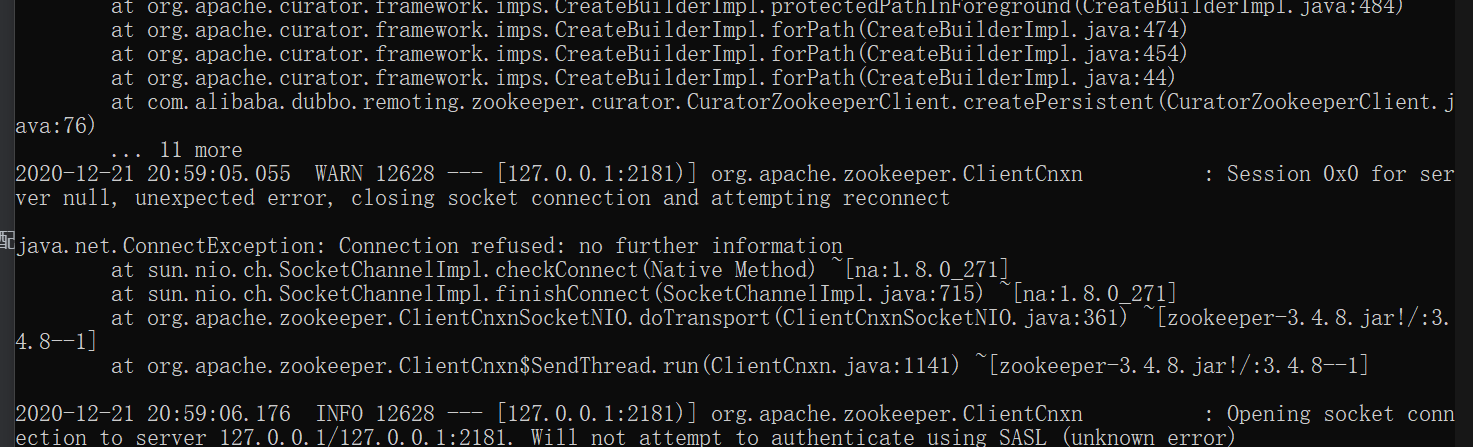 at org.apache.curator.framework.imps.CreateBuilderImpl.protectedPathInForeground(CreateBuilderImpl.java:484)
at org.apache.curator.framework.imps.CreateBuilderImpl.forPath(CreateBuilderImpl.java:474)
at org.apache.curator.framework.imps.CreateBuilderImpl.forPath(CreateBuilderImpl.java:454)
at org.apache.curator.framework.imps.CreateBuilderImpl.forPath(CreateBuilderImpl.java:44)
at com.alibaba.dubbo.remoting.zookeeper.curator.CuratorZookeeperClient.createPersistent(CuratorZookeeperClient.j
ava:76)
... 11 more
2020-12-21 20:59:05.055  WARN 12628 --- [127.0.0.1:2181)] org.apache.zookeeper.ClientCnxn          : Session 0x0 for ser
ver null, unexpected error, closing socket connection and attempting reconnect
配
java.net.ConnectException: Connection refused: no further information
at sun.nio.ch.SocketChannelImpl.checkConnect(Native Method) ~[na:1.8.0_271]
at sun.nio.ch.SocketChannelImpl.finishConnect(SocketChannelImpl.java:715) ~[na:1.8.0_271]
at org.apache.zookeeper.ClientCnxnSocketNIO.doTransport(ClientCnxnSocketNIO.java:361) ~[zookeeper-3.4.8.jar!/:3.
4.8--1]
at org.apache.zookeeper.ClientCnxn$SendThread.run(ClientCnxn.java:1141) ~[zookeeper-3.4.8.jar!/:3.4.8--1]
2020-12-21 20:59:06.176  INFO 12628 --- [127.0.0.1:2181)] org.apache.zookeeper.ClientCnxn          : Opening socket conn
ection to server 127.0.0.1/127.0.0.1:2181. Will not attempt to authenticate using SASL (unknown error)